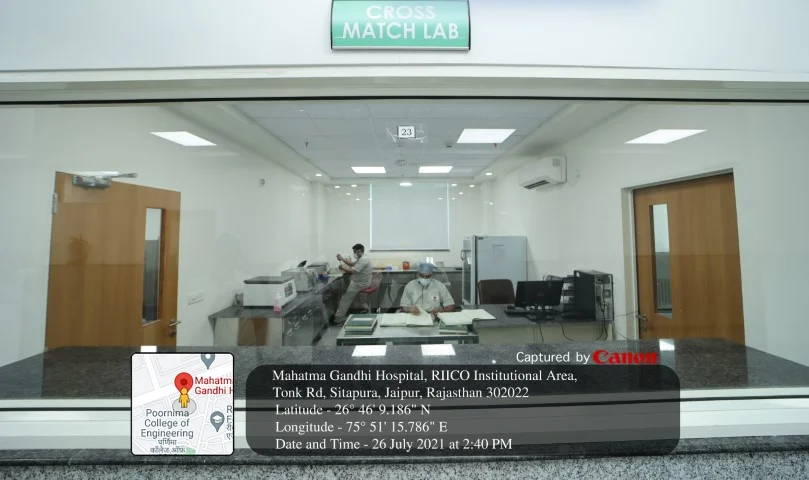 CROSS
MATCH LAB
23
Captured by Canon
Mahatma Gandhi Hospital, RIICO Institutional Area,
Tonk Rd, Sitapura, Jaipur, Rajasthan 302022
Latitude - 26° 46' 9.186" N
Longitude - 75° 51' 15.786" E
Date and Time - 26 July 2021 at 2:40 PM
Mahatm
Gandhi H
Poornima
College of
Engineering
पूर्णिमा
कॉलेज ऑफ़